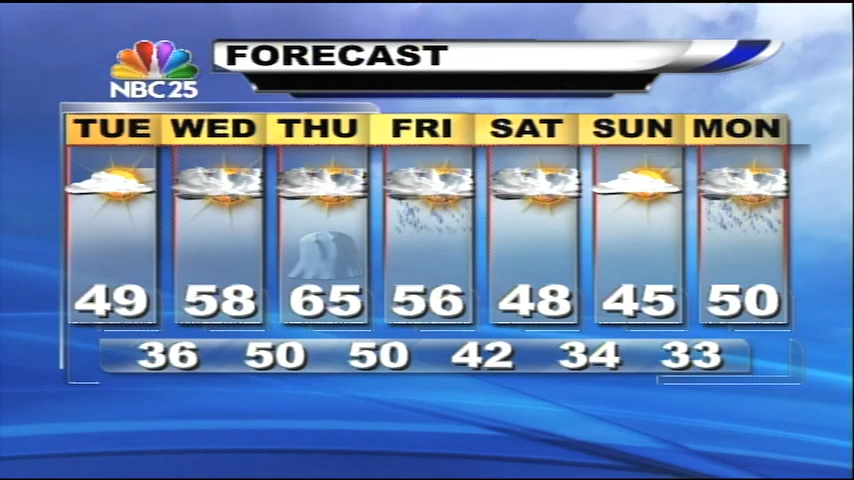 FORECAST
NBC 25
TUE WED THU FRI SAT SUN MON
49 58 65 56 48 45 50
36 50 50 42 34 33